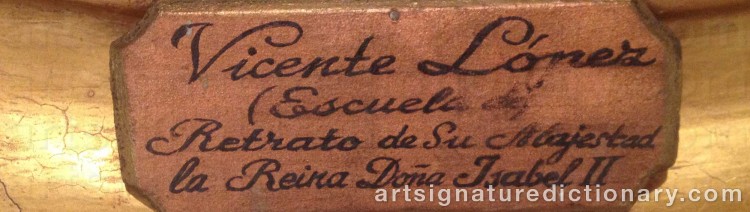 Vicente López
(Escuela de)
Retrato de Su Majestad
la Reina Doña Isabel II
artsignaturedictionary.com